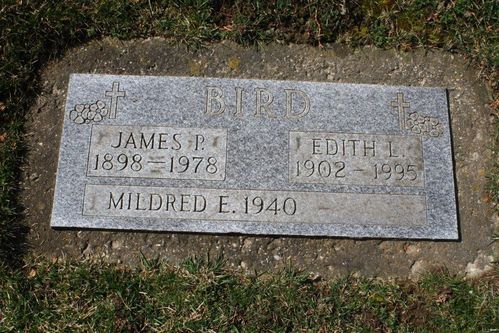 BIRD
JAMES P.
1898–1978
EDITH L.
1902–1995
MILDRED E. 1940